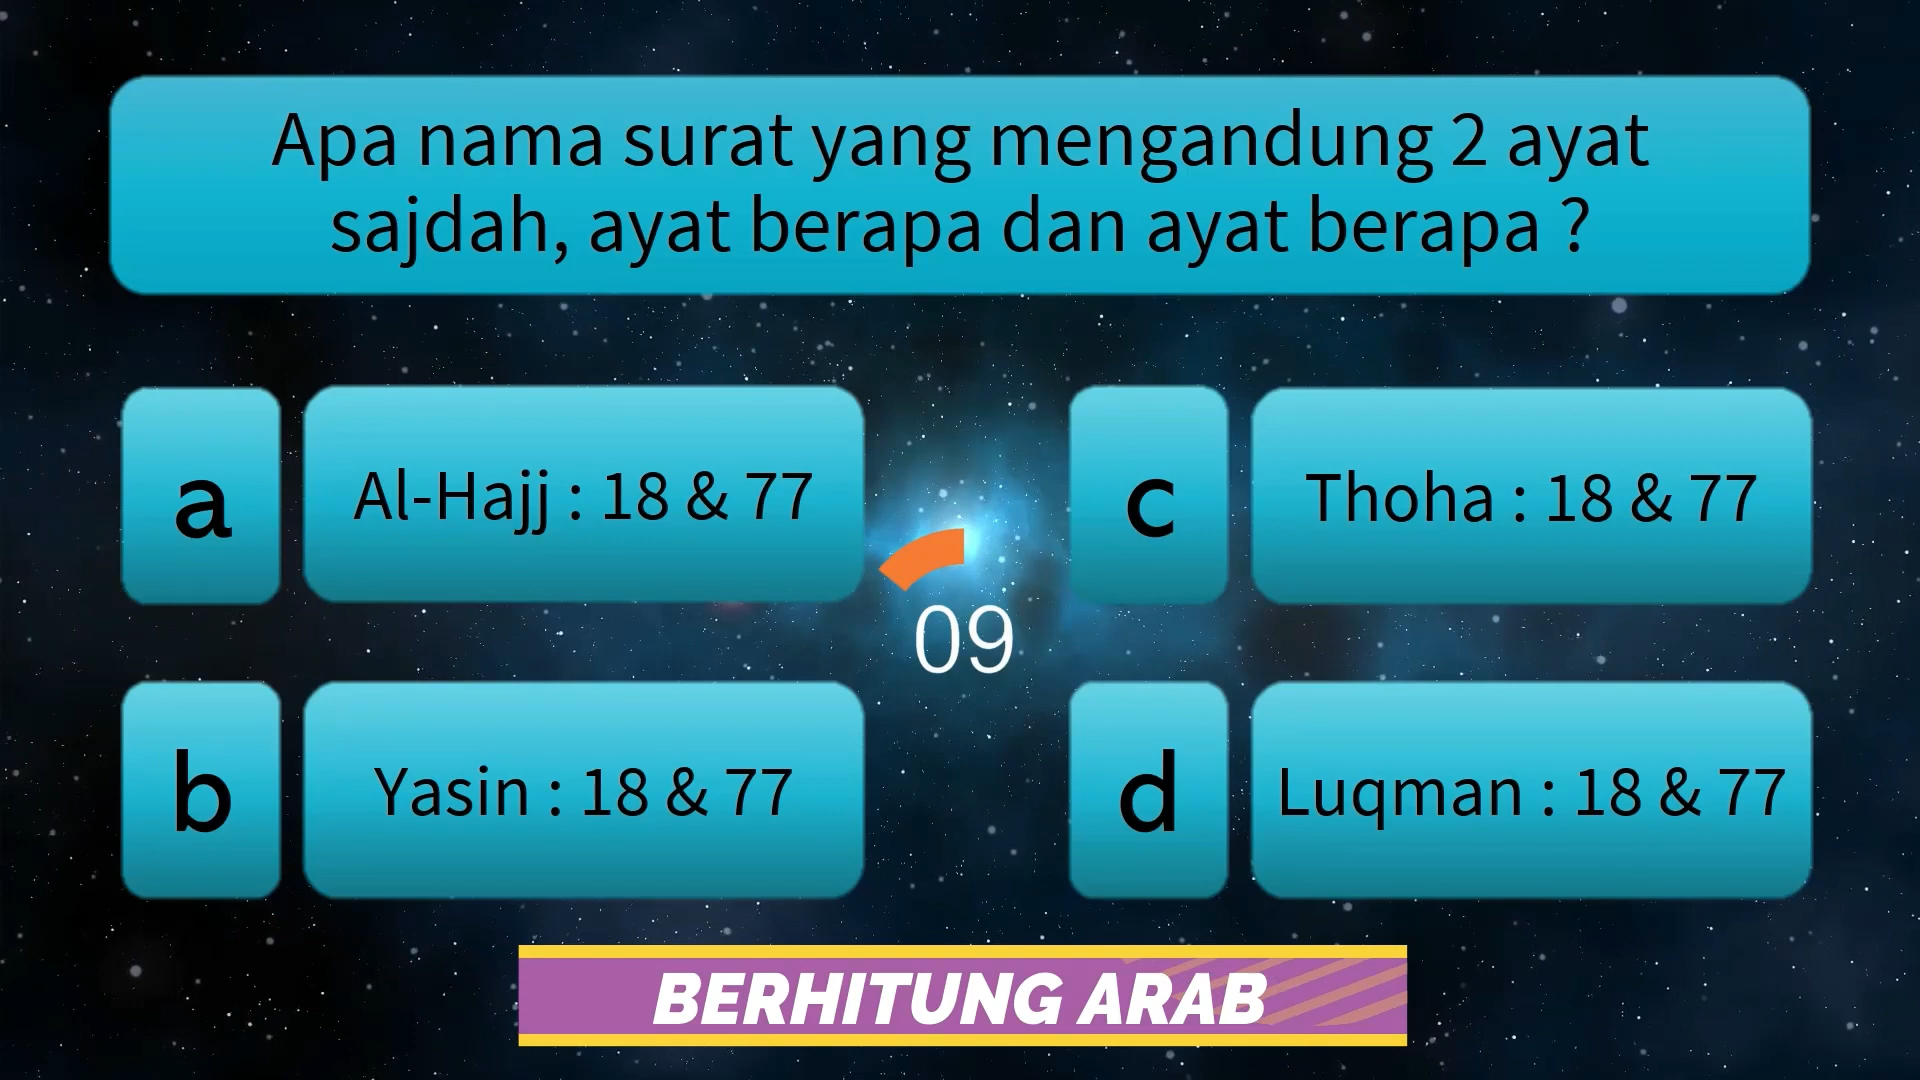 Apa nama surat yang mengandung 2 ayat
sajdah, ayat berapa dan ayat berapa ?
a
Al-Hajj : 18 & 77
c
Thoha : 18 & 77
09
b
Yasin : 18 & 77
d
Luqman : 18 & 77
BERHITUNG ARAB